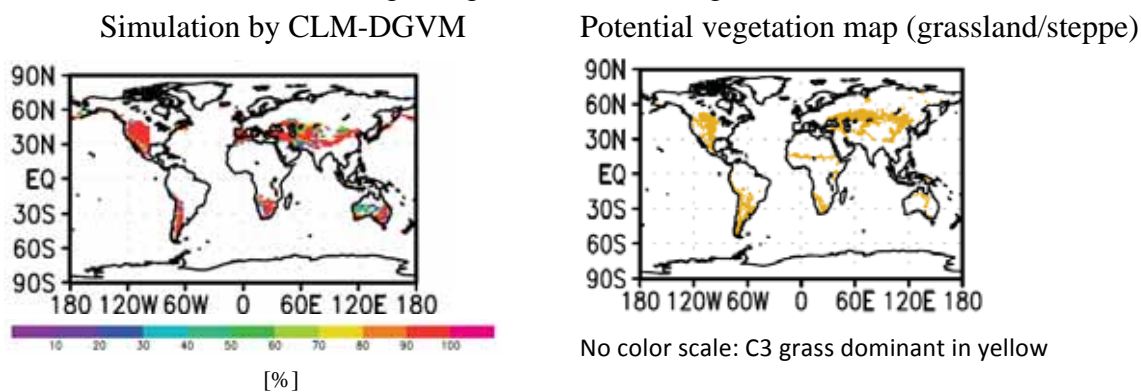 Simulation by CLM-DGVM
Potential vegetation map (grassland/steppe)
90N
60N
30N
EQ
30S
60S
90S
180 120W 60W 0 60E 120E 180
10 20 30 40 50 60 70 80 90 100
[%]
90N
60N
30N
EQ
30S
60S
90S
180 120W 60W 0 60E 120E 180
No color scale: C3 grass dominant in yellow